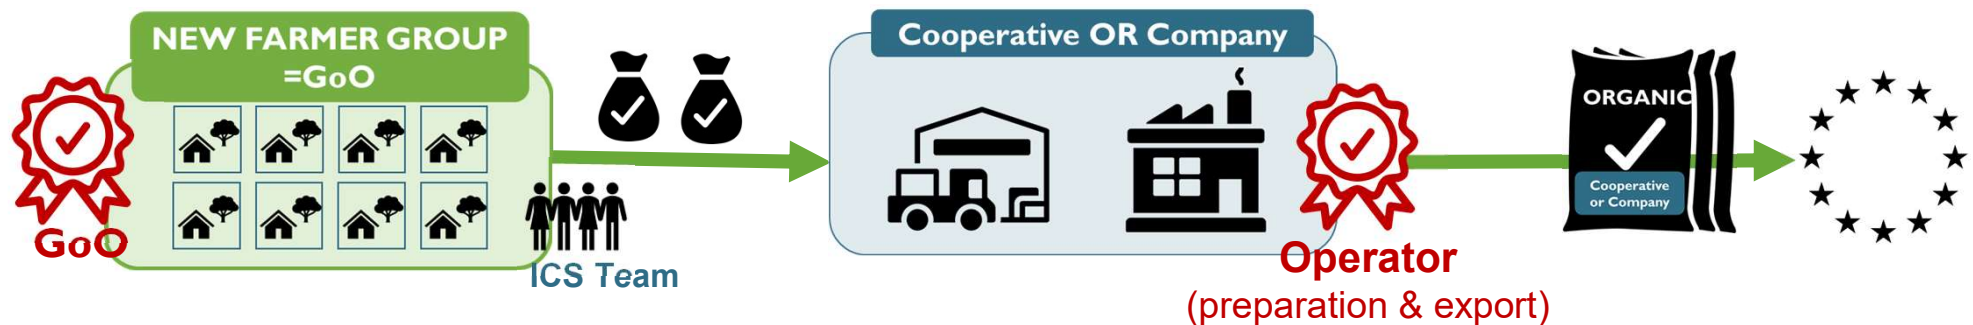 NEW FARMER GROUP
=GoO
GoO
ICS Team
Cooperative OR Company
Operator
(preparation & export)
ORGANIC
Cooperative
or Company